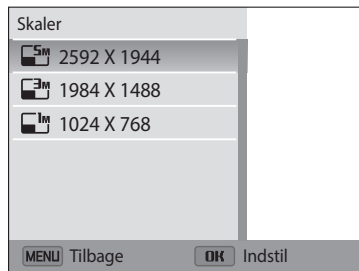 Skaler
5M 2592 X 1944
3M 1984 X 1488
1M 1024 X 768
MENU Tilbage OK Indstil